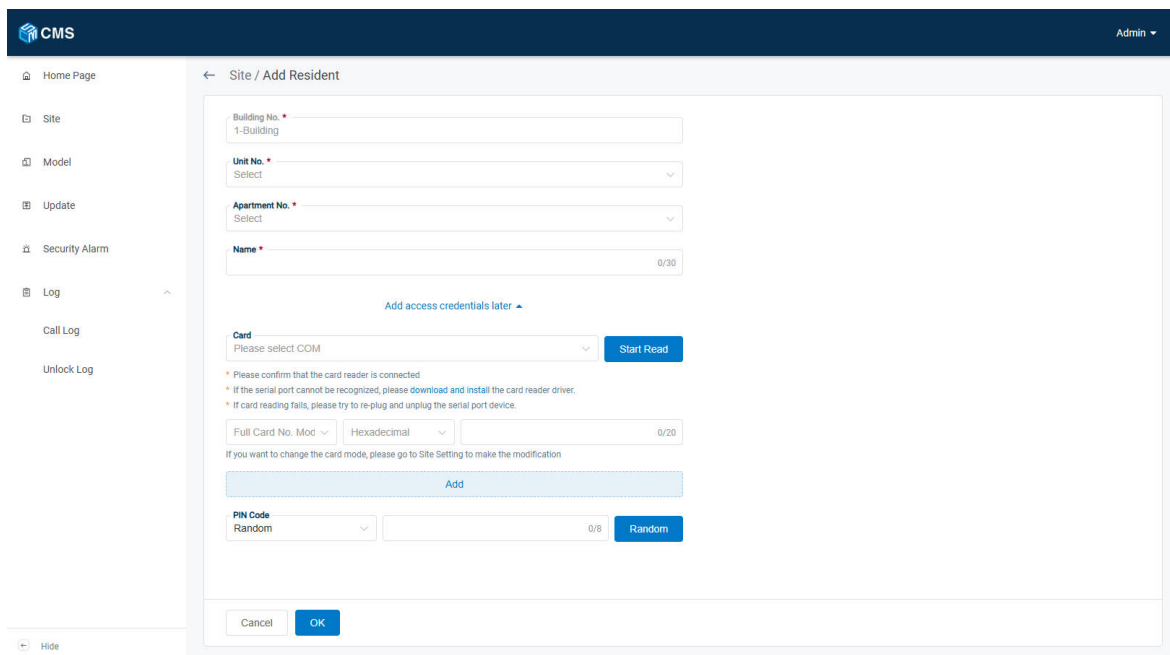 CMS
Admin
Home Page
Site
Model
Update
Security Alarm
Log
Call Log
Unlock Log
Hide
← Site / Add Resident
Building No. *
1-Building
Unit No. *
Select
Apartment No. *
Select
Name *
0/30
Add access credentials later
Card
Please select COM
Start Read
* Please confirm that the card reader is connected
* If the serial port cannot be recognized, please download and install the card reader driver.
* If card reading fails, please try to re-plug and unplug the serial port device.
Full Card No. Mod
Hexadecimal
0/20
If you want to change the card mode, please go to Site Setting to make the modification
Add
PIN Code
Random
0/8
Random
Cancel
OK